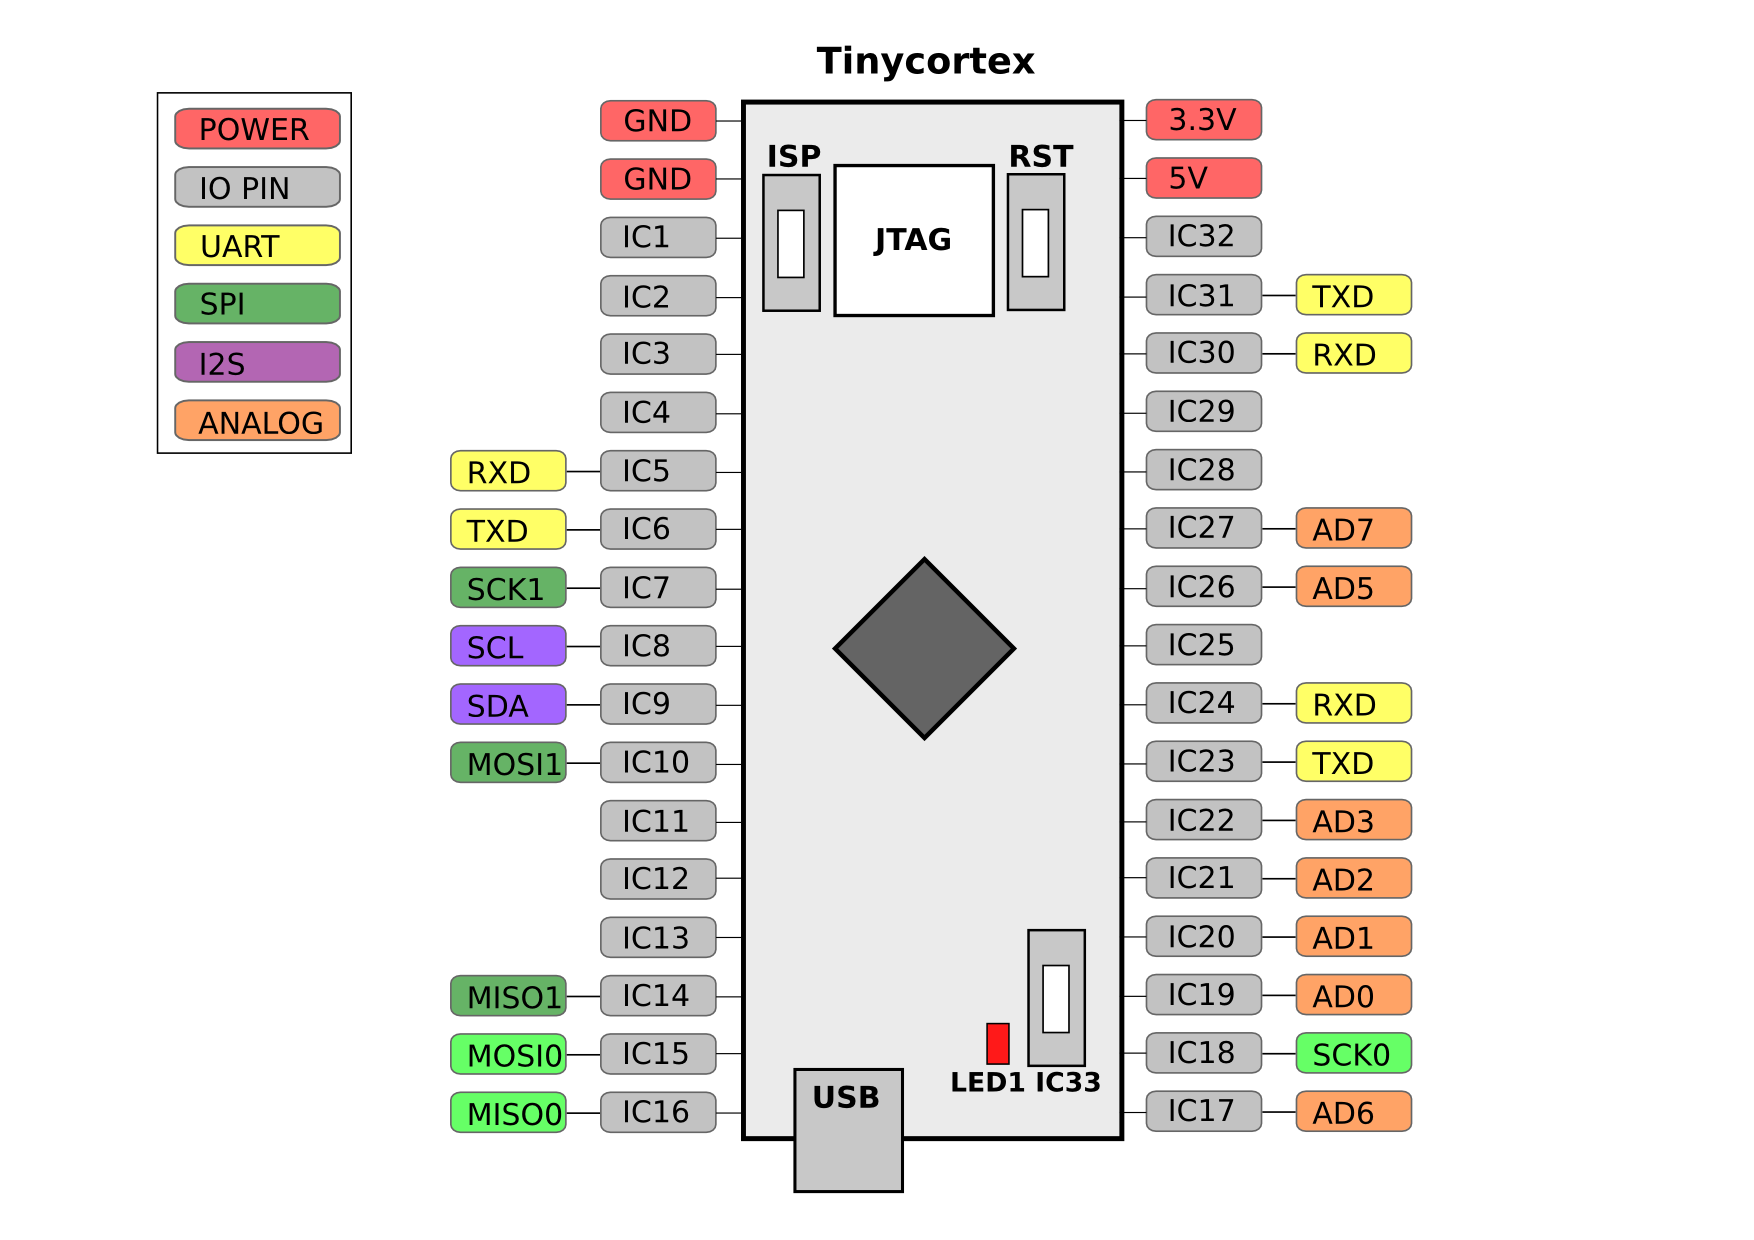 Tinycortex
POWER
IO PIN
UART
SPI
I2S
ANALOG
GND
GND
IC1
IC2
IC3
IC4
RXD IC5
TXD IC6
SCK1 IC7
SCL IC8
SDA IC9
MOSI1 IC10
IC11
IC12
IC13
MISO1 IC14
MOSI0 IC15
MISO0 IC16
ISP
JTAG
RST
LED1 IC33
USB
3.3V
5V
IC32
IC31 TXD
IC30 RXD
IC29
IC28
IC27 AD7
IC26 AD5
IC25
IC24 RXD
IC23 TXD
IC22 AD3
IC21 AD2
IC20 AD1
IC19 AD0
IC18 SCK0
IC17 AD6